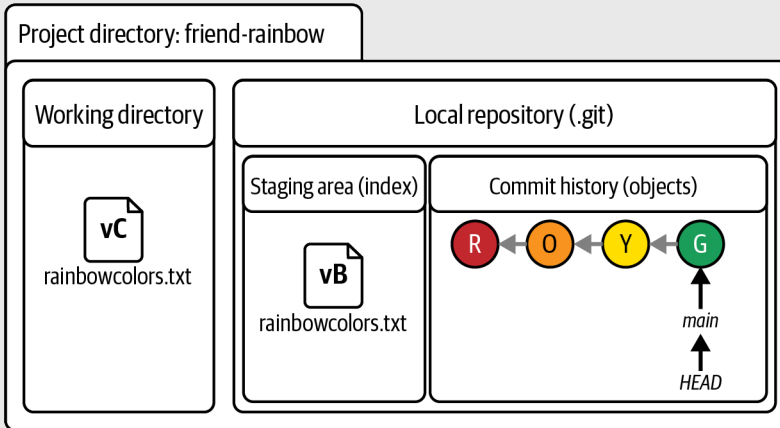 Project directory: friend-rainbow
Working directory
Local repository (.git)
Staging area (index)
Commit history (objects)
vC
rainbowcolors.txt
vB
rainbowcolors.txt
R
O
Y
G
main
HEAD